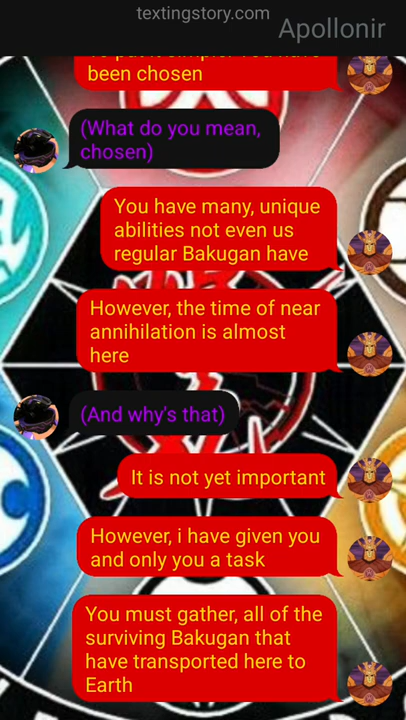 textingstory.com
Apollonir
been chosen
(What do you mean,
chosen)
You have many, unique
abilities not even us
regular Bakugan have
However, the time of near
annihilation is almost
here
(And why's that)
It is not yet important
However, i have given you
and only you a task
You must gather, all of the
surviving Bakugan that
have transported here to
Earth